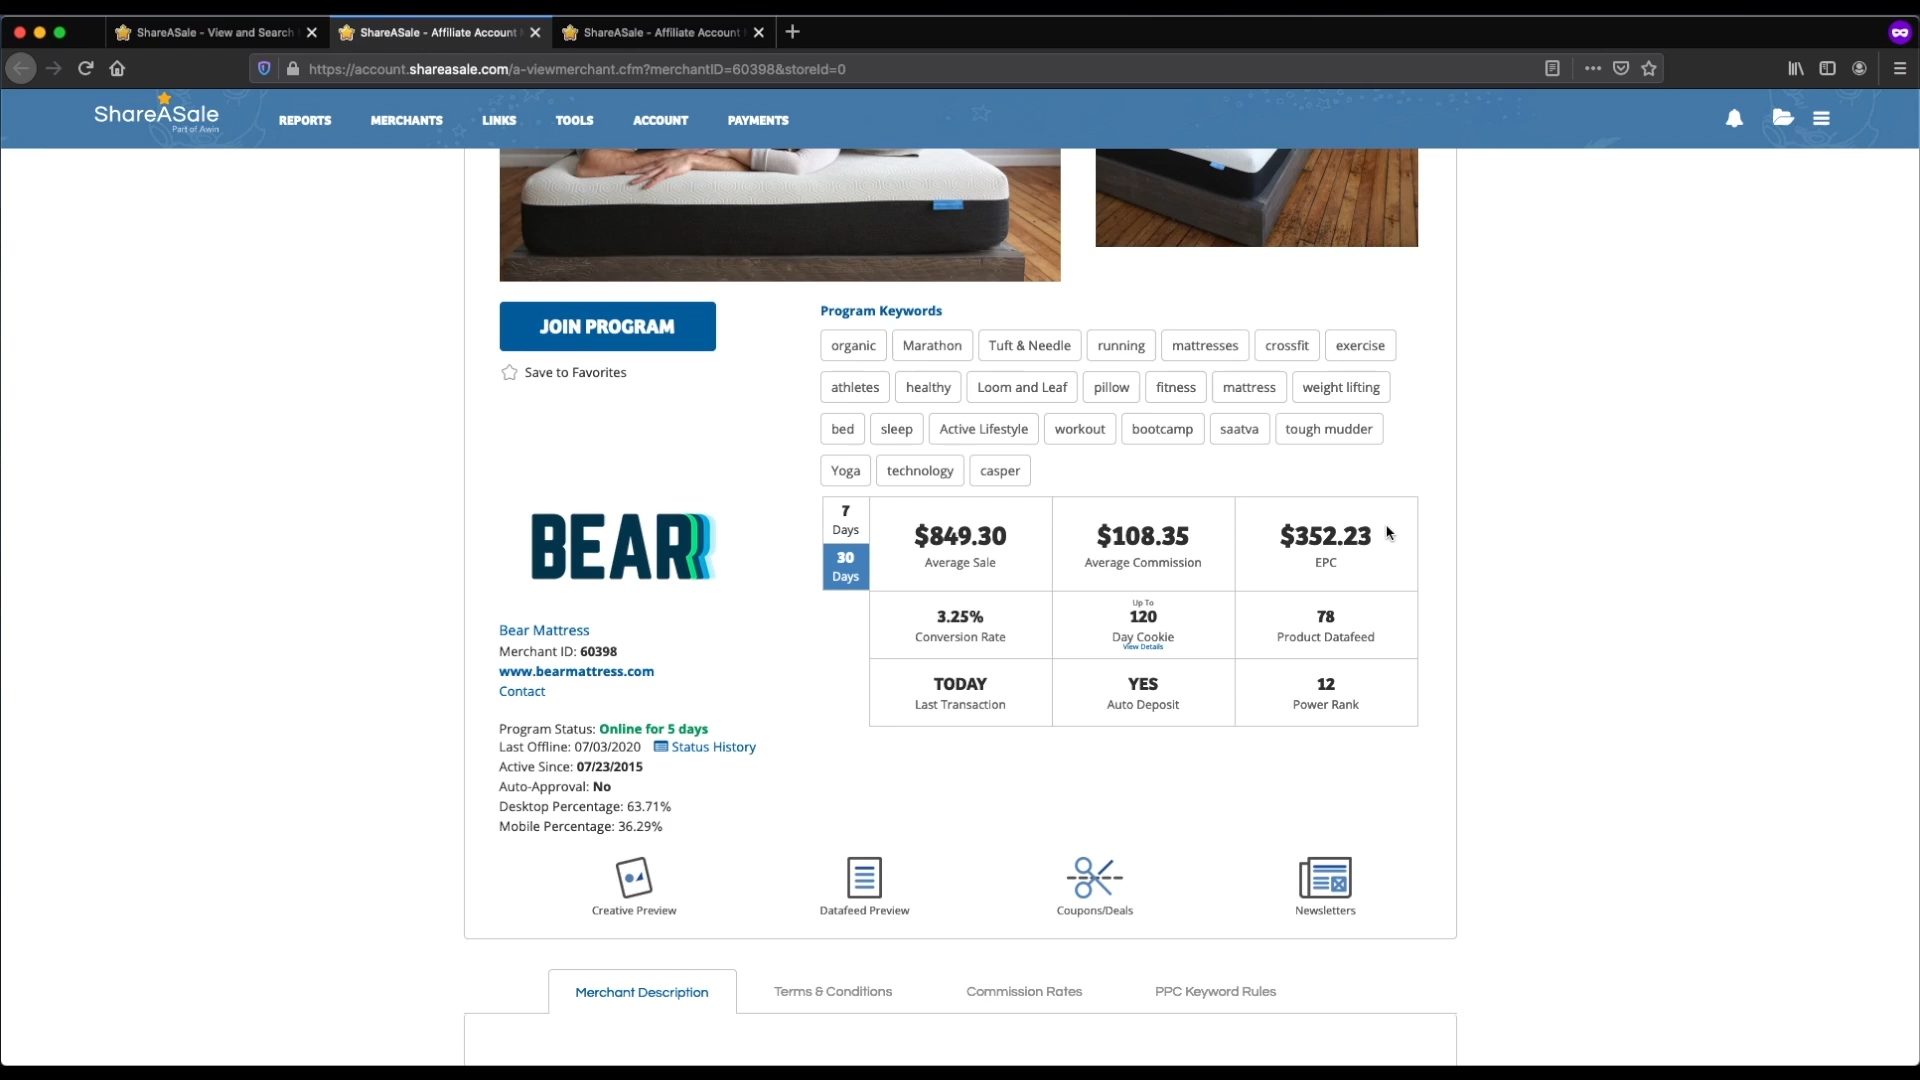 ShareASale - View and Search
ShareASale - Affiliate Account
ShareASale - Affiliate Account
https://account.shareasale.com/a-viewmerchant.cfm?merchantID=60398&storeId=0
ShareASale
Part of Awin
REPORTS MERCHANTS LINKS TOOLS ACCOUNT PAYMENTS
JOIN PROGRAM
Save to Favorites
Program Keywords
organic Marathon Tuft & Needle running mattresses crossfit exercise
athletes healthy Loom and Leaf pillow fitness mattress weight lifting
bed sleep Active Lifestyle workout bootcamp saatva tough mudder
Yoga technology casper
BEAR
Bear Mattress
Merchant ID: 60398
www.bearmattress.com
Contact
Program Status: Online for 5 days
Last Offline: 07/03/2020 Status History
Active Since: 07/23/2015
Auto-Approval: No
Desktop Percentage: 63.71%
Mobile Percentage: 36.29%
7
Days
30
Days
$849.30 $108.35 $352.23
Average Sale Average Commission EPC
Up To
3.25% 120 78
Conversion Rate Day Cookie Product Datafeed
View Details
TODAY YES 12
Last Transaction Auto Deposit Power Rank
Creative Preview Datafeed Preview Coupons/Deals Newsletters
Merchant Description Terms & Conditions Commission Rates PPC Keyword Rules